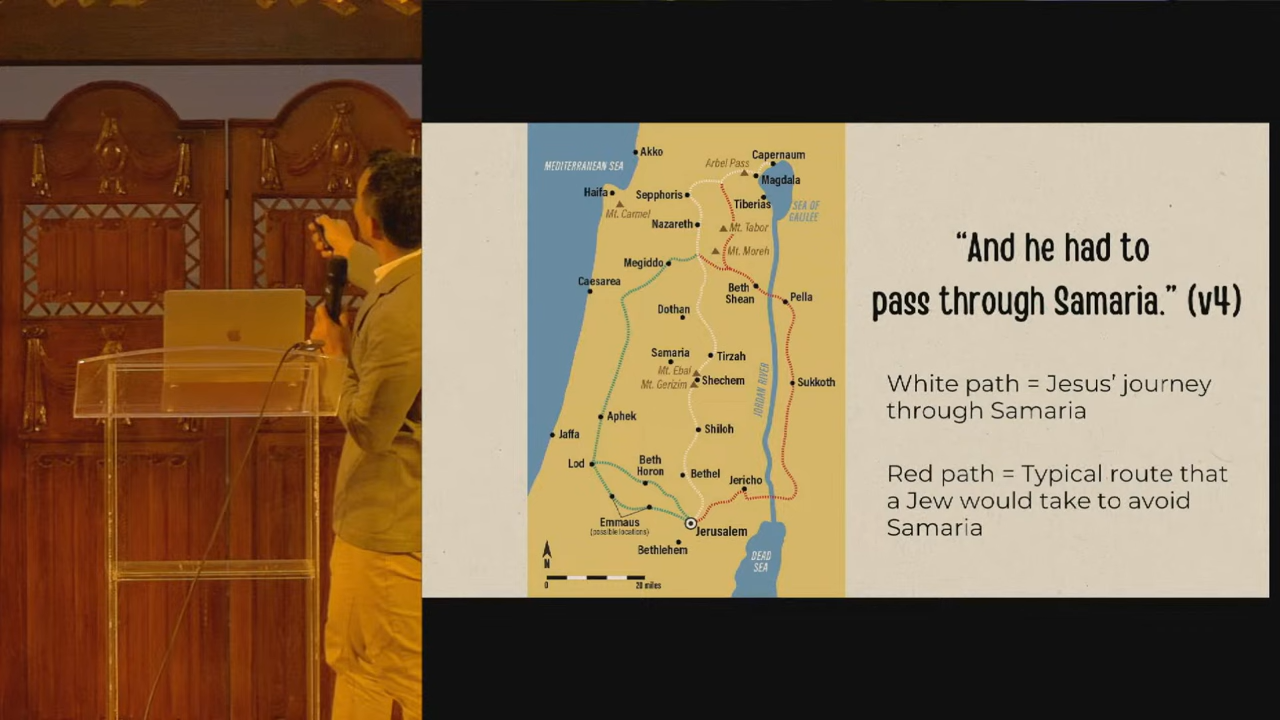 MEDITERRANEAN SEA
Akko
Arbel Pass
Capernaum
Magdala
Haifa
Mt. Carmel
Sepphoris
Tiberias
SEA OF
GALILEE
Nazareth
Mt. Tabor
Mt. Moreh
Megiddo
Caesarea
Beth
Shean
Pella
Dothan
Samaria
Tirzah
Mt. Ebal
Mt. Gerizim
Shechem
Sukkoth
JORDAN RIVER
Aphek
Jaffa
Shiloh
Lod
Beth
Horon
Bethel
Jericho
Emmaus
(possible locations)
Jerusalem
Bethlehem
DEAD
SEA
N
0
20 miles
“And he had to
pass through Samaria.” (v4)
White path = Jesus’ journey
through Samaria
Red path = Typical route that
a Jew would take to avoid
Samaria